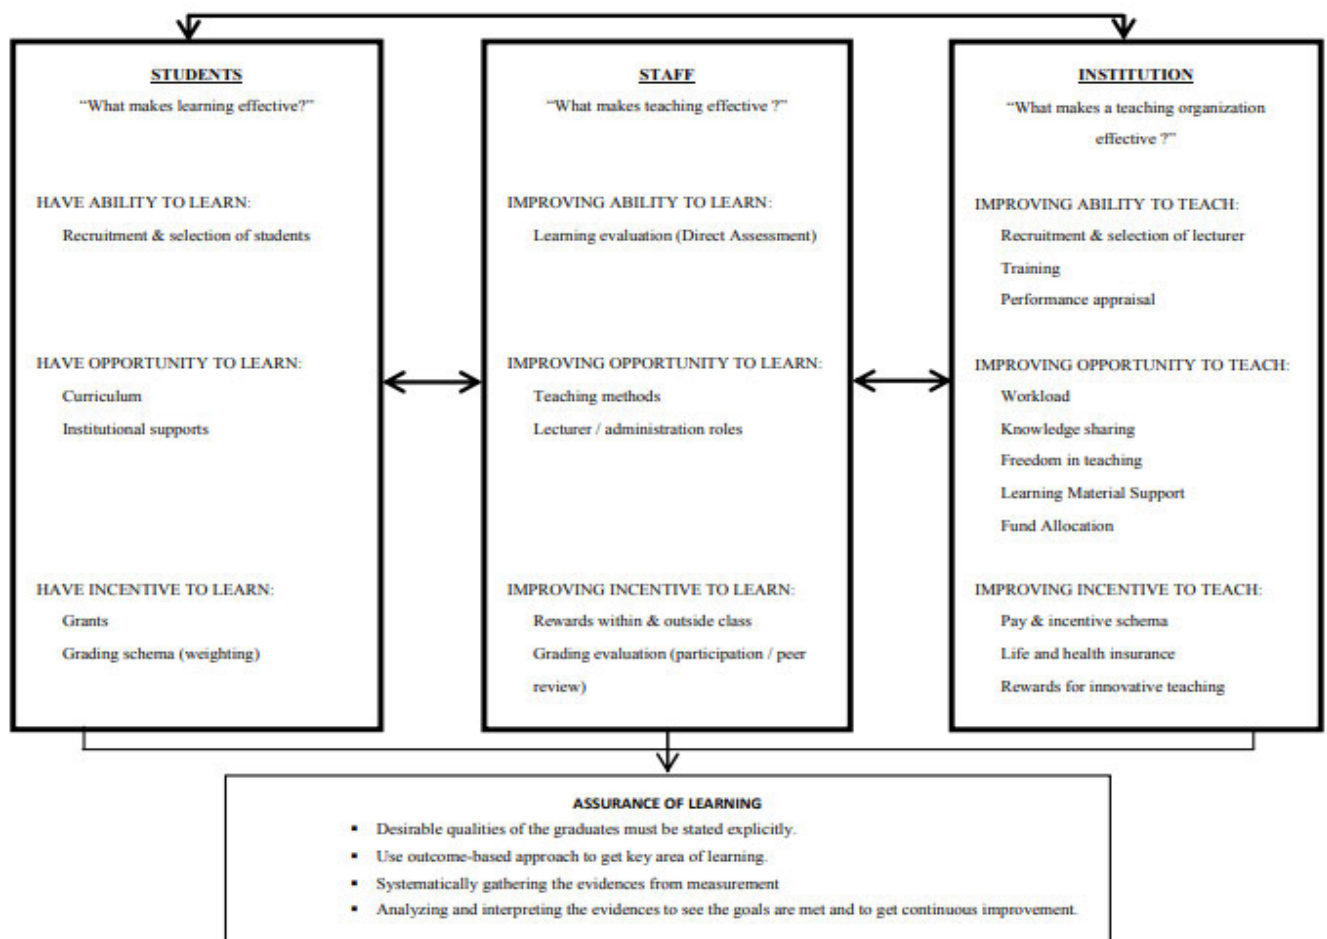 STUDENTS
“What makes learning effective?”
HAVE ABILITY TO LEARN:
Recruitment & selection of students
HAVE OPPORTUNITY TO LEARN:
Curriculum
Institutional supports
HAVE INCENTIVE TO LEARN:
Grants
Grading schema (weighting)
STAFF
“What makes teaching effective ?”
IMPROVING ABILITY TO LEARN:
Learning evaluation (Direct Assessment)
IMPROVING OPPORTUNITY TO LEARN:
Teaching methods
Lecturer / administration roles
IMPROVING INCENTIVE TO LEARN:
Rewards within & outside class
Grading evaluation (participation / peer
review)
INSTITUTION
“What makes a teaching organization
effective ?”
IMPROVING ABILITY TO TEACH:
Recruitment & selection of lecturer
Training
Performance appraisal
IMPROVING OPPORTUNITY TO TEACH:
Workload
Knowledge sharing
Freedom in teaching
Learning Material Support
Fund Allocation
IMPROVING INCENTIVE TO TEACH:
Pay & incentive schema
Life and health insurance
Rewards for innovative teaching
ASSURANCE OF LEARNING
▪ Desirable qualities of the graduates must be stated explicitly.
▪ Use outcome-based approach to get key area of learning.
▪ Systematically gathering the evidences from measurement
▪ Analyzing and interpreting the evidences to see the goals are met and to get continuous improvement.